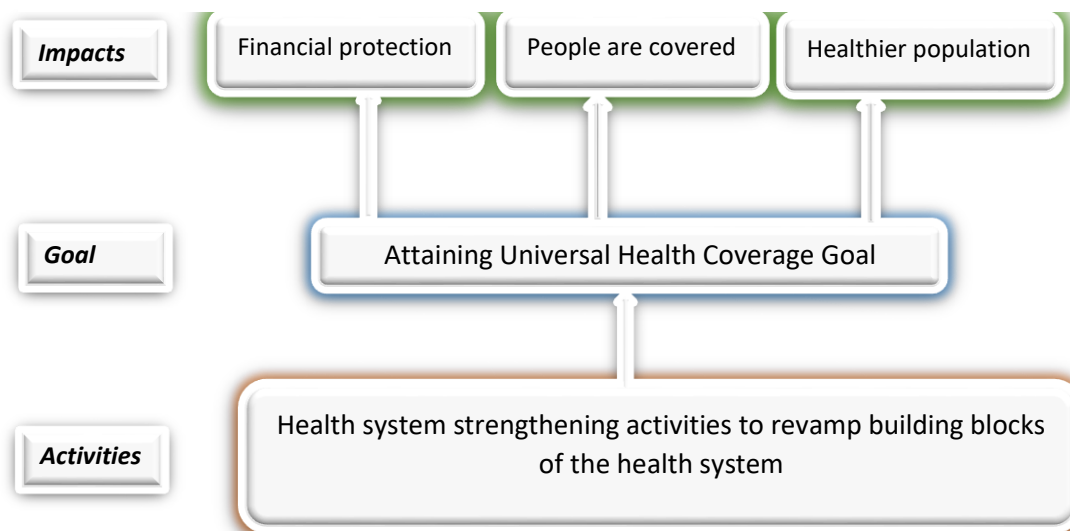 Impacts
Financial protection
People are covered
Healthier population
Goal
Attaining Universal Health Coverage Goal
Activities
Health system strengthening activities to revamp building blocks
of the health system